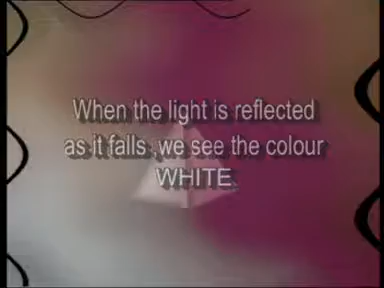 When the light is reflected
as it falls ,we see the colour
WHITE